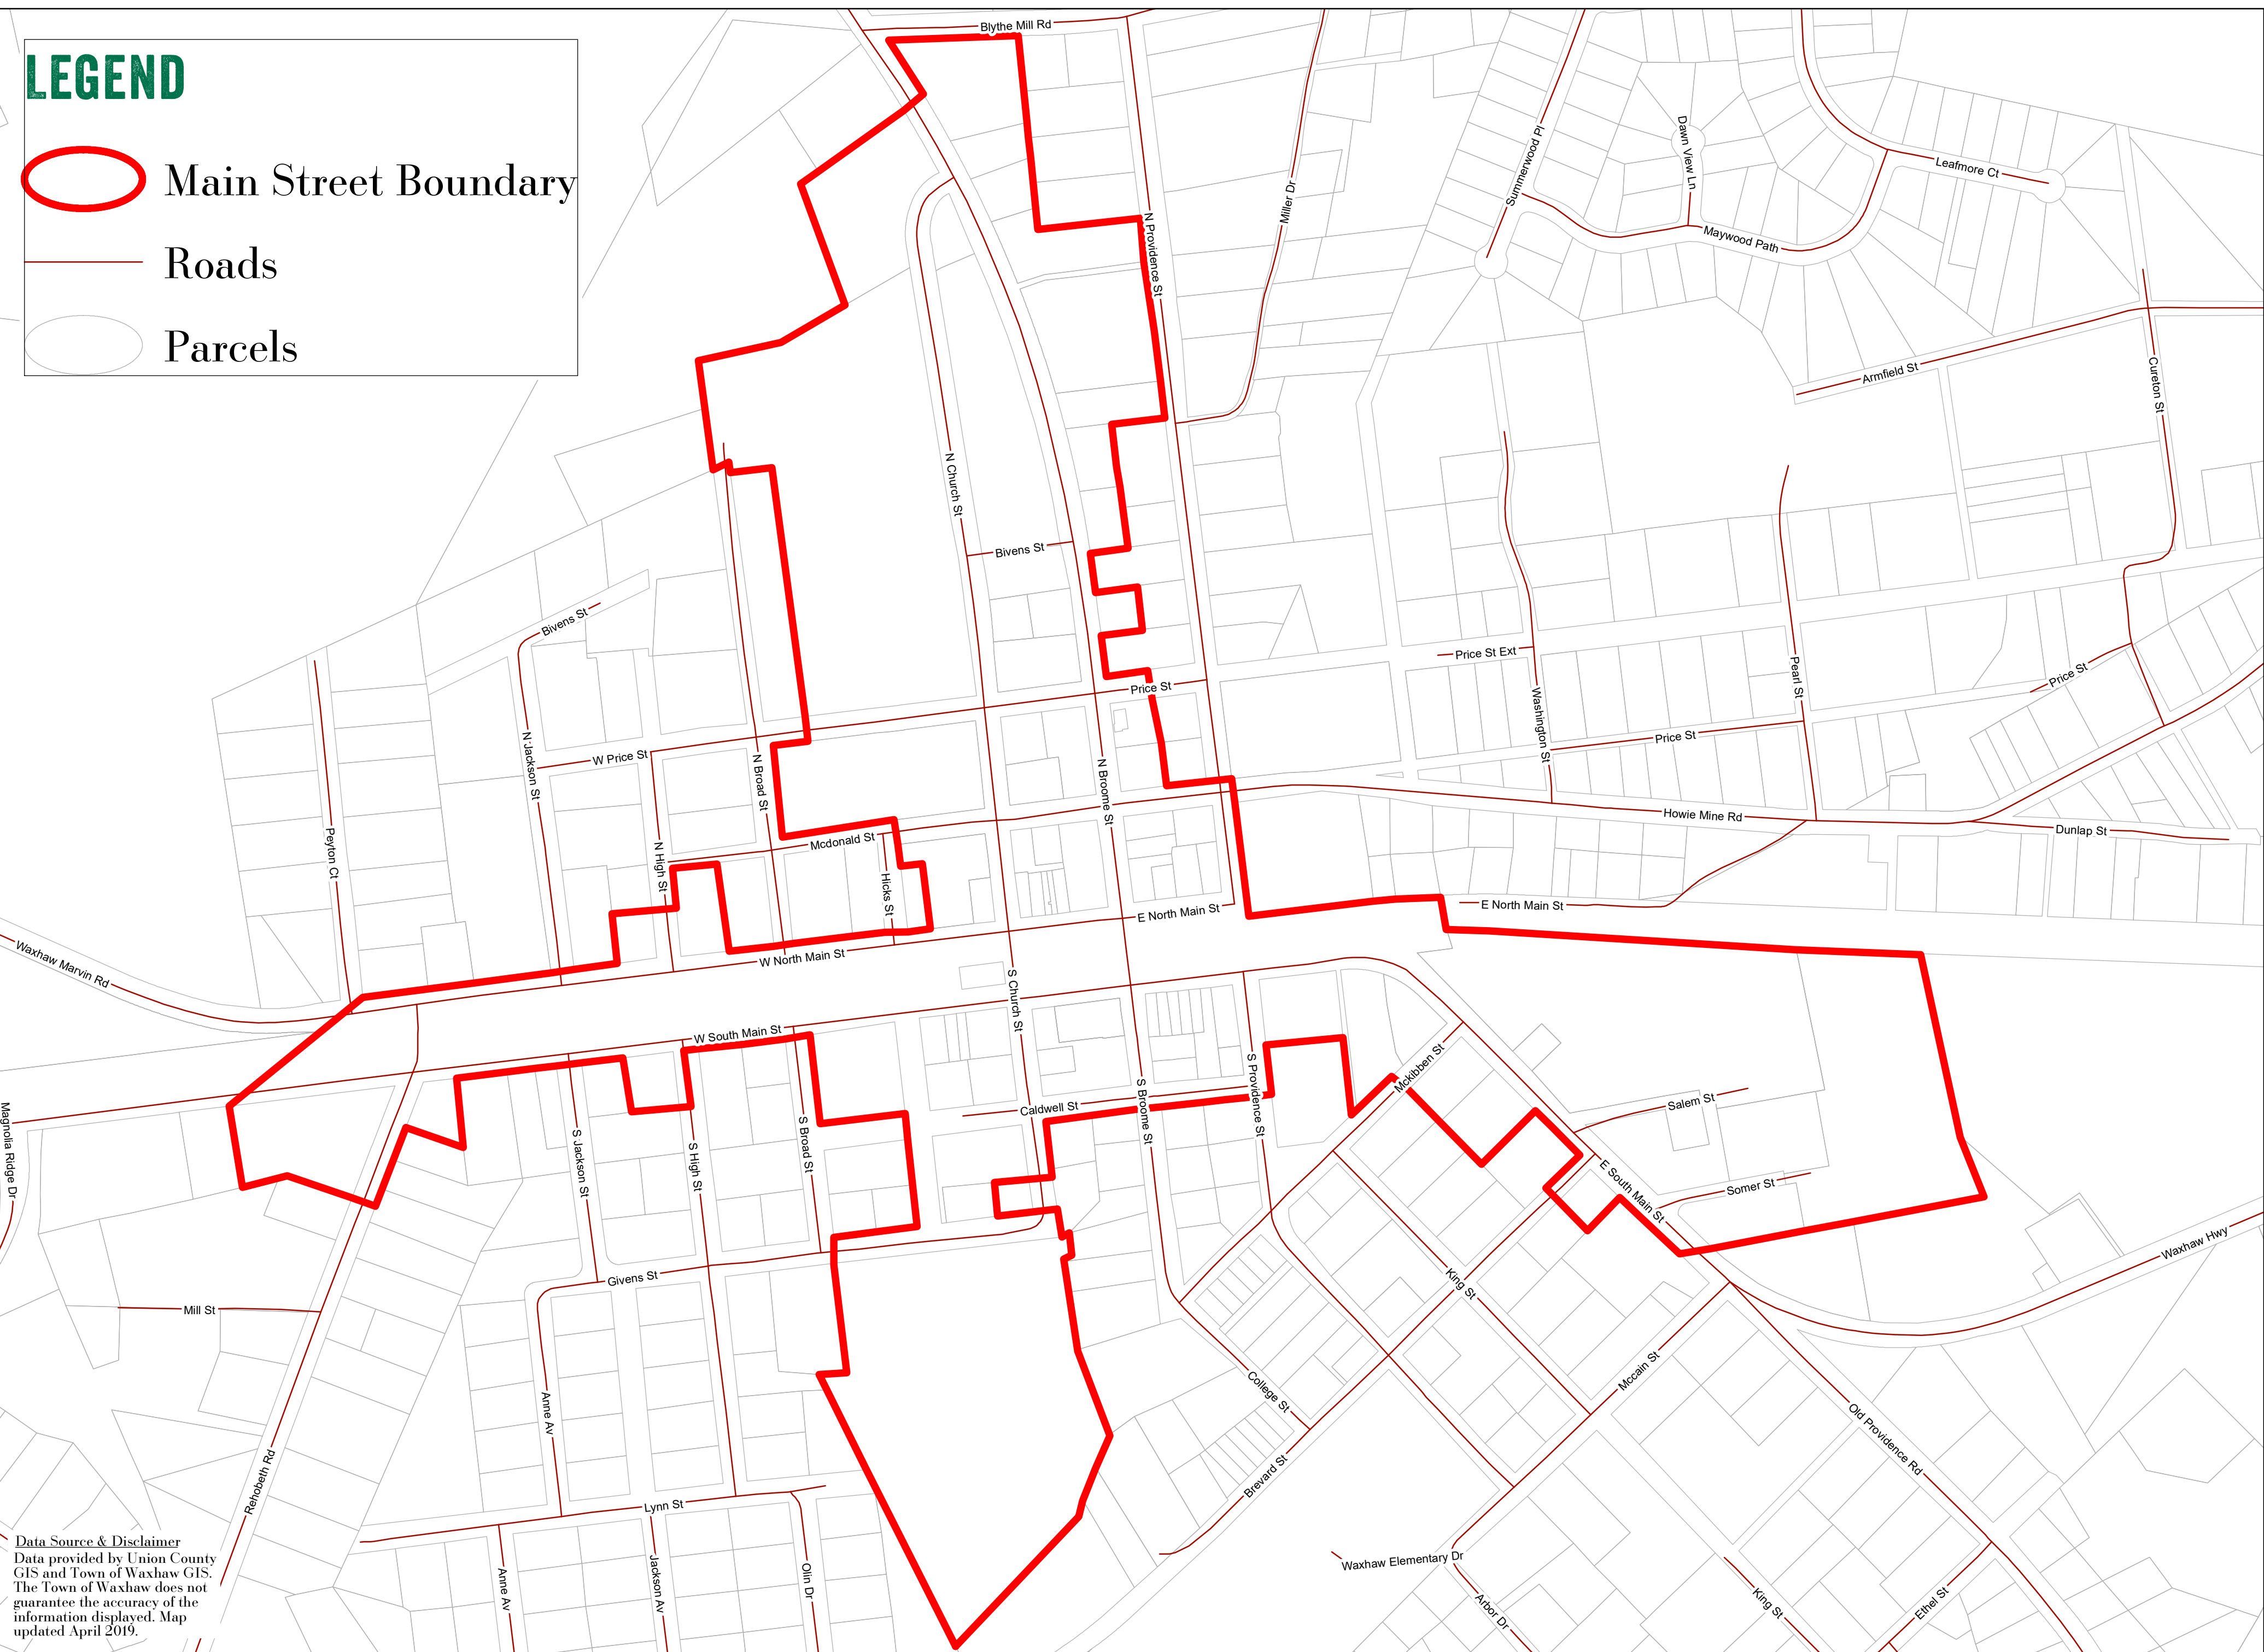 LEGEND
Main Street Boundary
Roads
Parcels
Blythe Mill Rd
N Providence St
Miller Dr
Summerwood Pl
Dawn View Ln
Maywood Path
Leafmore Ct
Armfield St
Cureton St
N Church St
Bivens St
Bivens St
Price St Ext
Washington St
Pearl St
Price St
Price St
Price St
W Price St
N Jackson St
N Broad St
N Broome St
Peyton Ct
N High St
Mcdonald St
Hicks St
Howie Mine Rd
Dunlap St
E North Main St
E North Main St
W North Main St
Waxhaw Marvin Rd
S Church St
W South Main St
Mckibben St
Caldwell St
S Broome St
S Providence St
Salem St
Somer St
E South Main St
Magnolia Ridge Dr
S Jackson St
S High St
S Broad St
Waxhaw Hwy
Givens St
Mill St
King St
Mccain St
College St
Anne Av
Old Providence Rd
Brevard St
Rehobeth Rd
Lynn St
Waxhaw Elementary Dr
Anne Av
Jackson Av
Olin Dr
Arbor Dr
King St
Ethel St
Data Source & Disclaimer
Data provided by Union County
GIS and Town of Waxhaw GIS.
The Town of Waxhaw does not
guarantee the accuracy of the
information displayed. Map
updated April 2019.